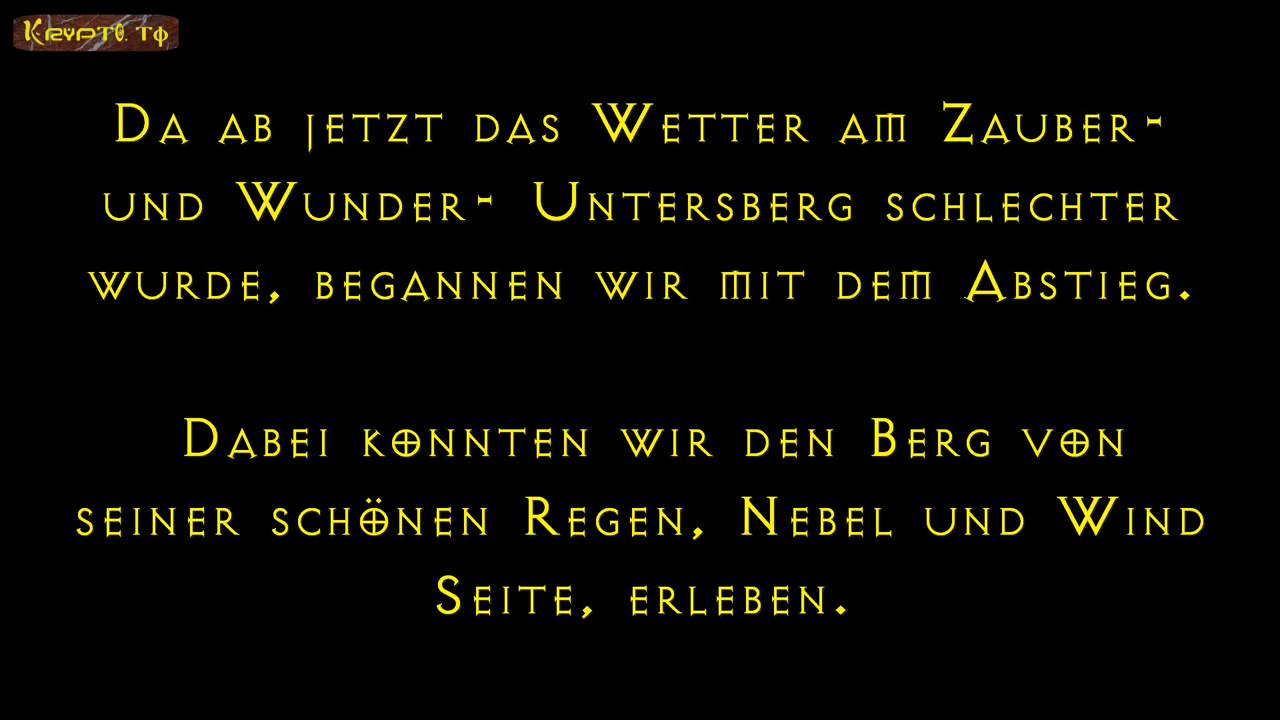 Krypto. TV
Da ab jetzt das Wetter am Zauber-
und Wunder- Untersberg schlechter
wurde, begannen wir mit dem Abstieg.
Dabei konnten wir den Berg von
seiner schönen Regen, Nebel und Wind
Seite, erleben.